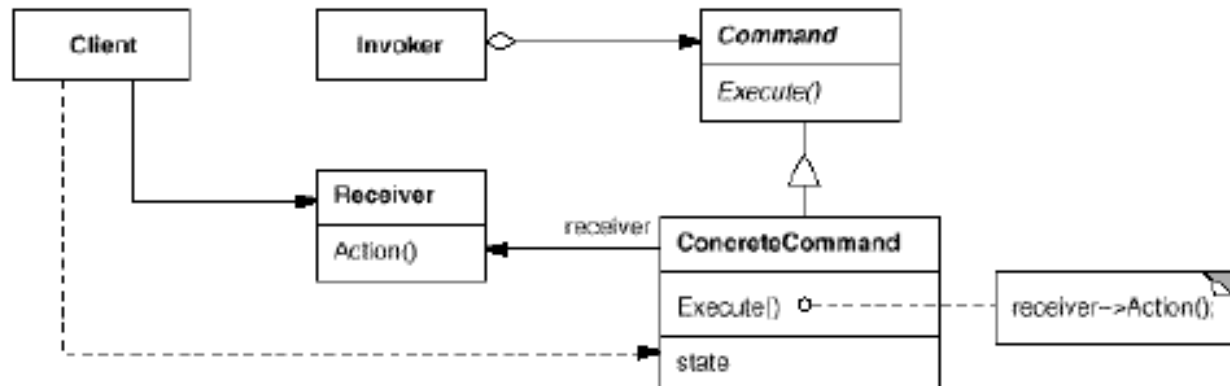 Client
Invoker
Command
Execute()
Receiver
Action()
receiver
ConcreteCommand
Execute()
receiver-->Action();
state